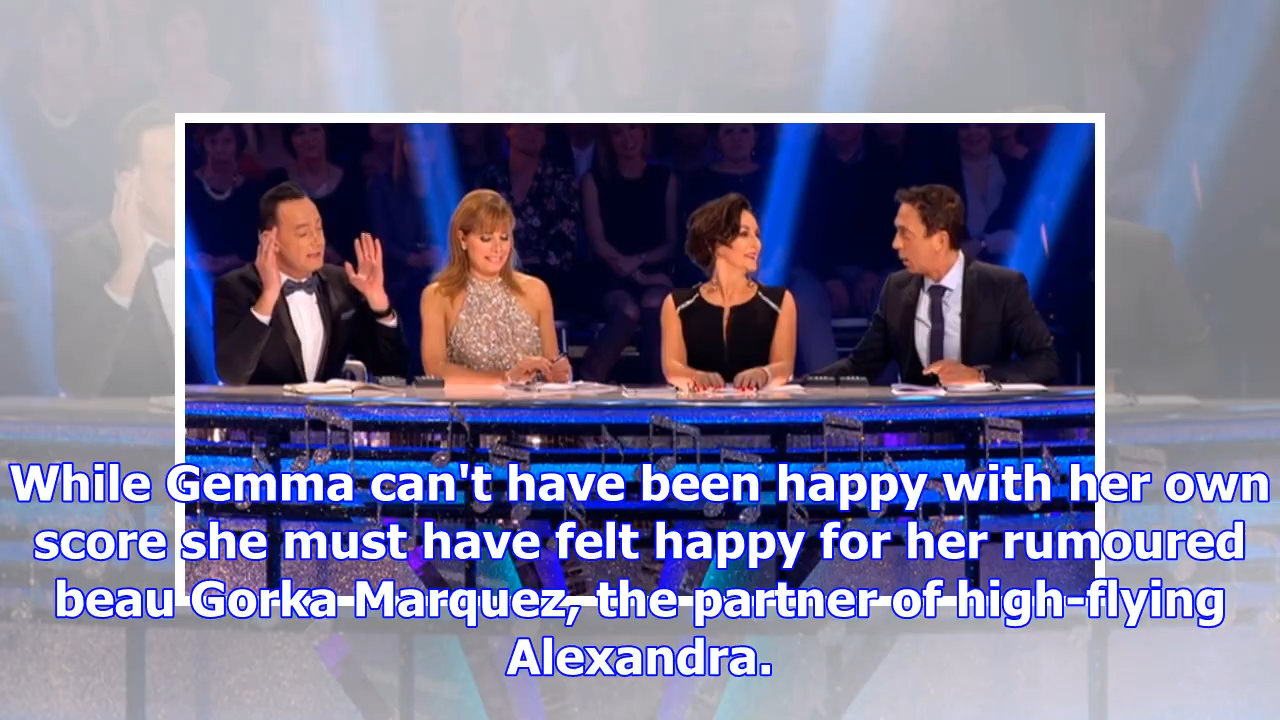 While Gemma can't have been happy with her own
score she must have felt happy for her rumoured
beau Gorka Marquez, the partner of high-flying
Alexandra.